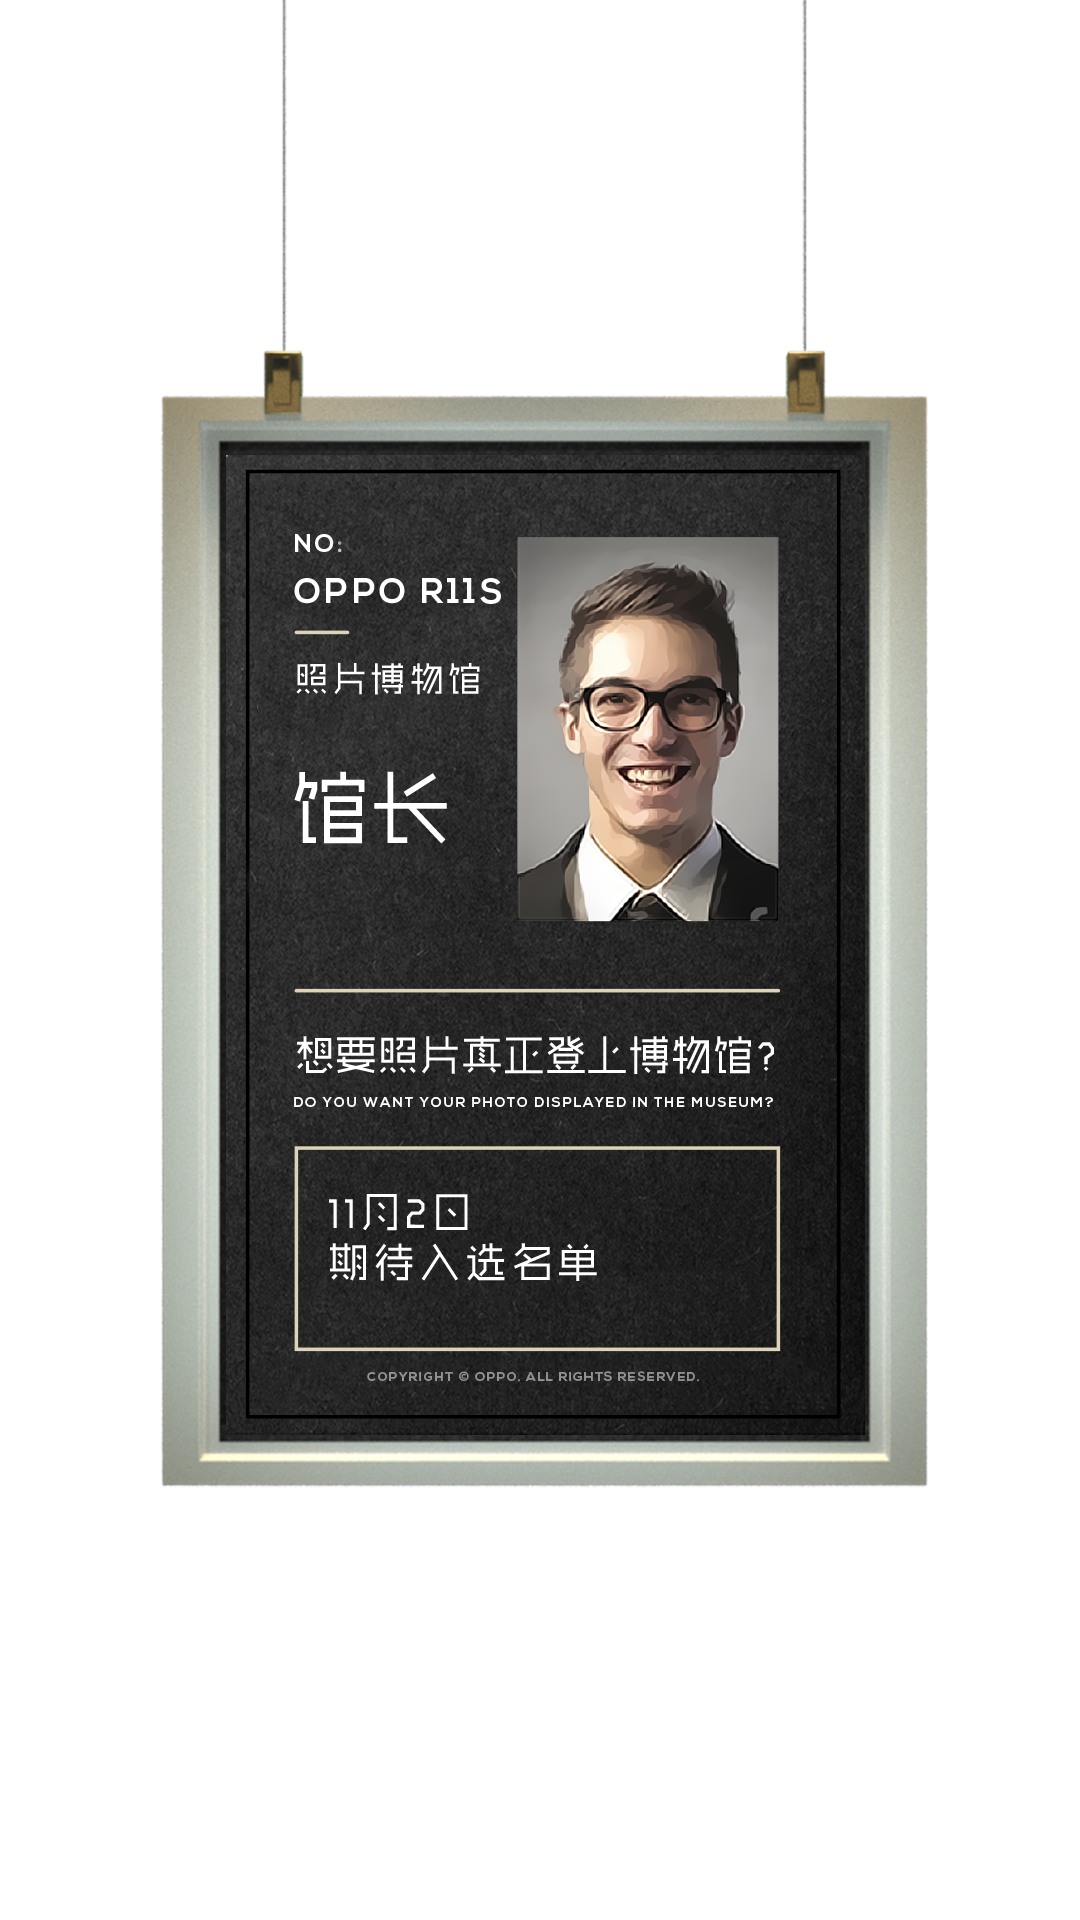 NO:
OPPO R11S
照片博物馆
馆长
想要照片真正登上博物馆?
DO YOU WANT YOUR PHOTO DISPLAYED IN THE MUSEUM?
11月2日
期待入选名单
COPYRIGHT © OPPO. ALL RIGHTS RESERVED.